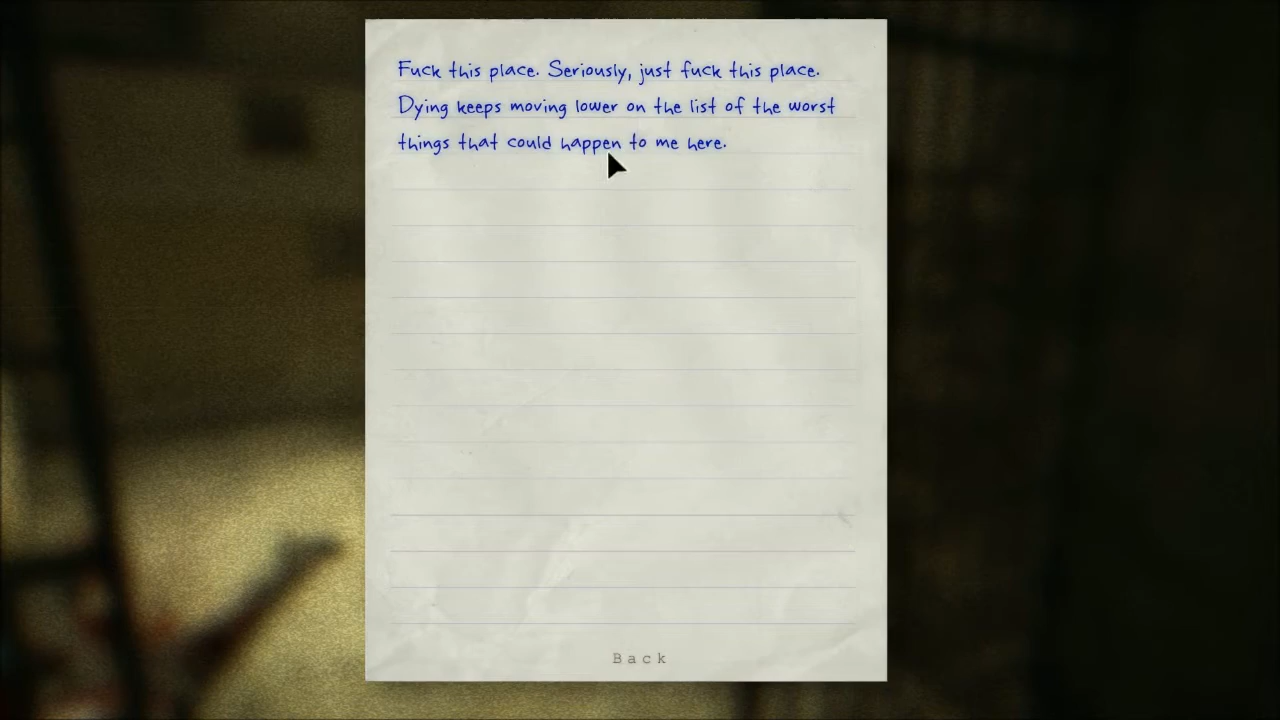 Fuck this place. Seriously, just fuck this place.
Dying keeps moving lower on the list of the worst
things that could happen to me here.
Back